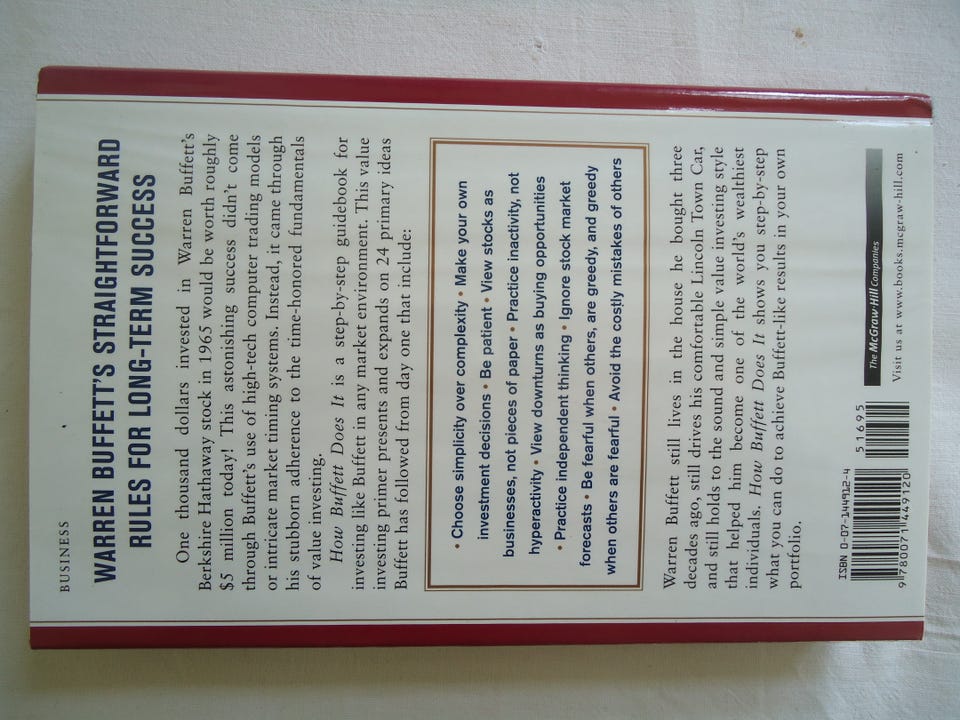 BUSINESS
WARREN BUFFETT'S STRAIGHTFORWARD
RULES FOR LONG-TERM SUCCESS
One thousand dollars invested in Warren Buffett's
Berkshire Hathaway stock in 1965 would be worth roughly
$5 million today! This astonishing success didn't come
through Buffett's use of high-tech computer trading models
or intricate market timing systems. Instead, it came through
his stubborn adherence to the time-honored fundamentals
of value investing.
How Buffett Does It is a step-by-step guidebook for
investing like Buffett in any market environment. This value
investing primer presents and expands on 24 primary ideas
Buffett has followed from day one that include:
• Choose simplicity over complexity • Make your own
investment decisions • Be patient • View stocks as
businesses, not pieces of paper • Practice inactivity, not
hyperactivity • View downturns as buying opportunities
• Practice independent thinking • Ignore stock market
forecasts • Be fearful when others, are greedy, and greedy
when others are fearful • Avoid the costly mistakes of others
Warren Buffett still lives in the house he bought three
decades ago, still drives his comfortable Lincoln Town Car,
and still holds to the sound and simple value investing style
that helped him become one of the world's wealthiest
individuals. How Buffett Does It shows you step-by-step
what you can do to achieve Buffett-like results in your own
portfolio.
ISBN 0-07-144912-4
51695
9 780071 449120
The McGraw-Hill Companies
Visit us at www.books.mcgraw-hill.com